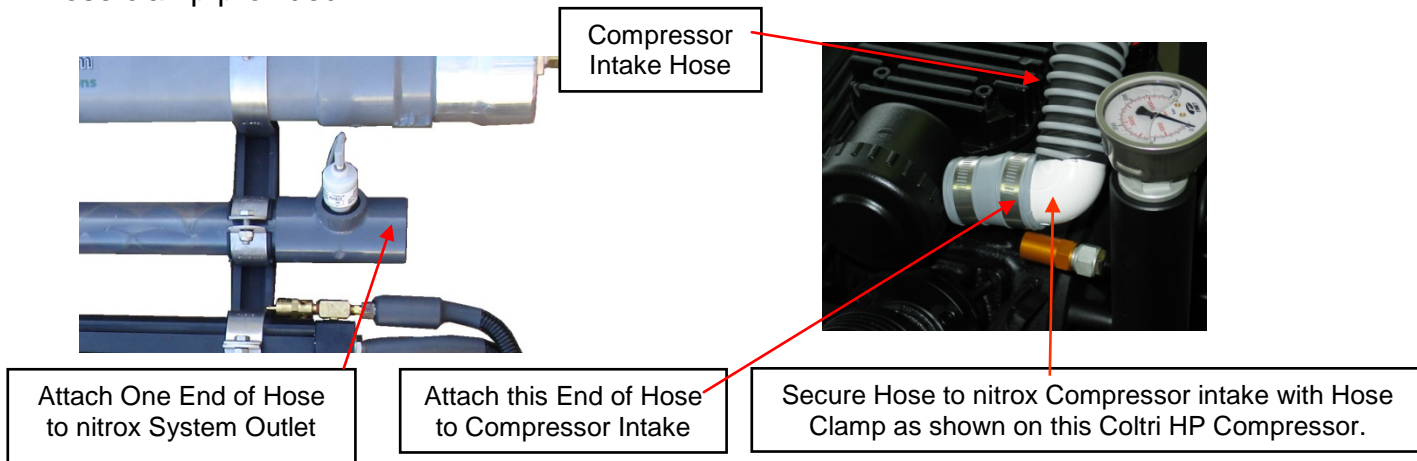 Compressor
Intake Hose
ns
Attach One End of Hose
to nitrox System Outlet
Attach this End of Hose
to Compressor Intake
Secure Hose to nitrox Compressor intake with Hose
Clamp as shown on this Coltri HP Compressor.